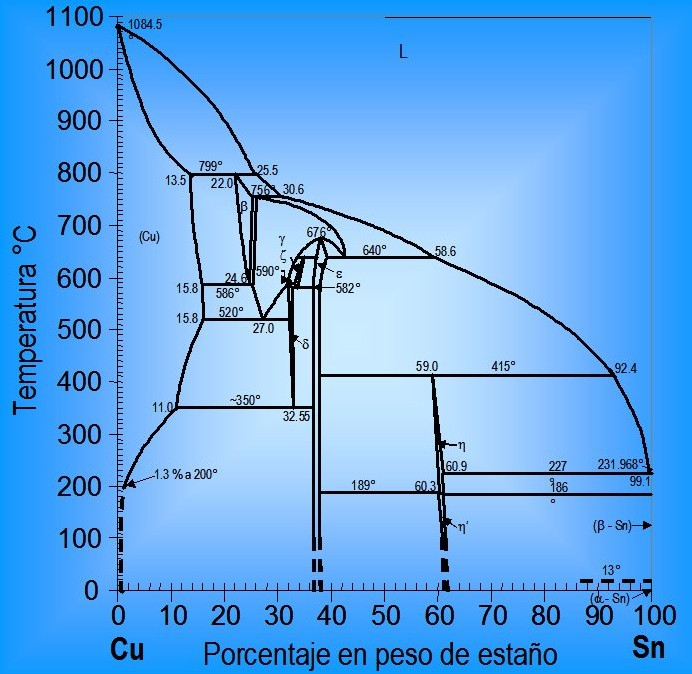 1100
1084.5
°
L
1000
900
799°
25.5
800
13.5
22.0
756°
30.6
β
700
(Cu)
676°
γ
ζ
640°
58.6
600
24.6
590°
ε
15.8
586°
582°
15.8
520°
27.0
500
δ
59.0
415°
92.4
400
11.0
~350°
32.55
300
η
60.9
227
°
231.968°
1.3 % a 200°
99.1
200
189°
60.3
186
°
η'
(β - Sn)
100
13°
(α - Sn)
0
0 10 20 30 40 50 60 70 80 90 100
Cu
Porcentaje en peso de estaño
Sn
Temperatura °C